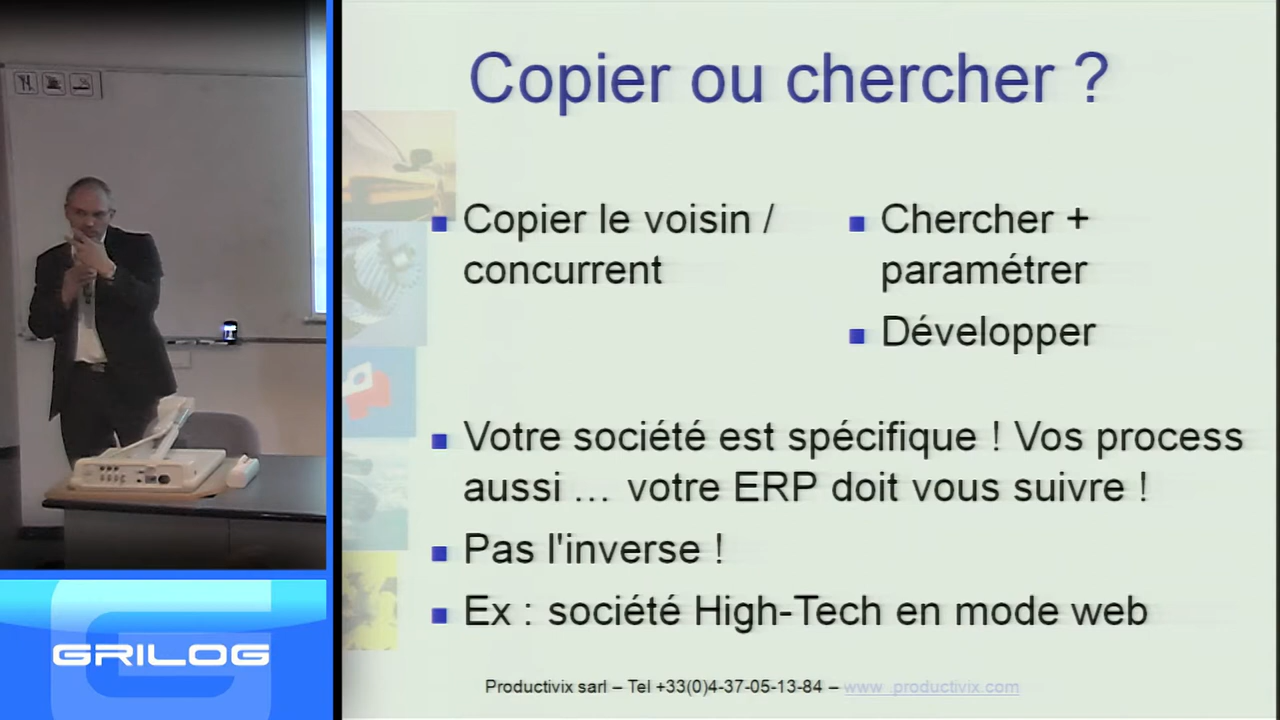 Copier ou chercher ?
Copier le voisin /
concurrent
Chercher +
paramétrer
Développer
Votre société est spécifique ! Vos process
aussi … votre ERP doit vous suivre !
Pas l'inverse !
Ex : société High-Tech en mode web
Productivix sarl – Tel +33(0)4-37-05-13-84 – www .productivix.com
GRILOG